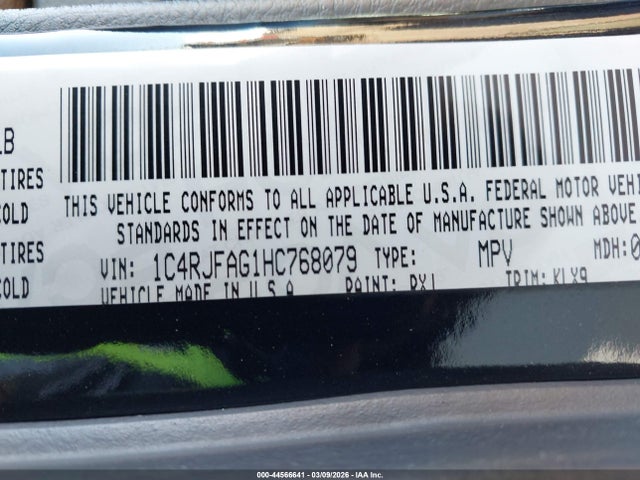 LB
TIRES
COLD
TIRES
COLD
THIS VEHICLE CONFORMS TO ALL APPLICABLE U.S.A. FEDERAL MOTOR VEHI
STANDARDS IN EFFECT ON THE DATE OF MANUFACTURE SHOWN ABOVE
VIN: 1C4RJFAG1HC768079 TYPE: MPV MDH:0
VEHICLE MADE IN U.S.A PAINT: PX1 TRIM: KLX9
000-44566641 - 03/09/2026 - IAA Inc.